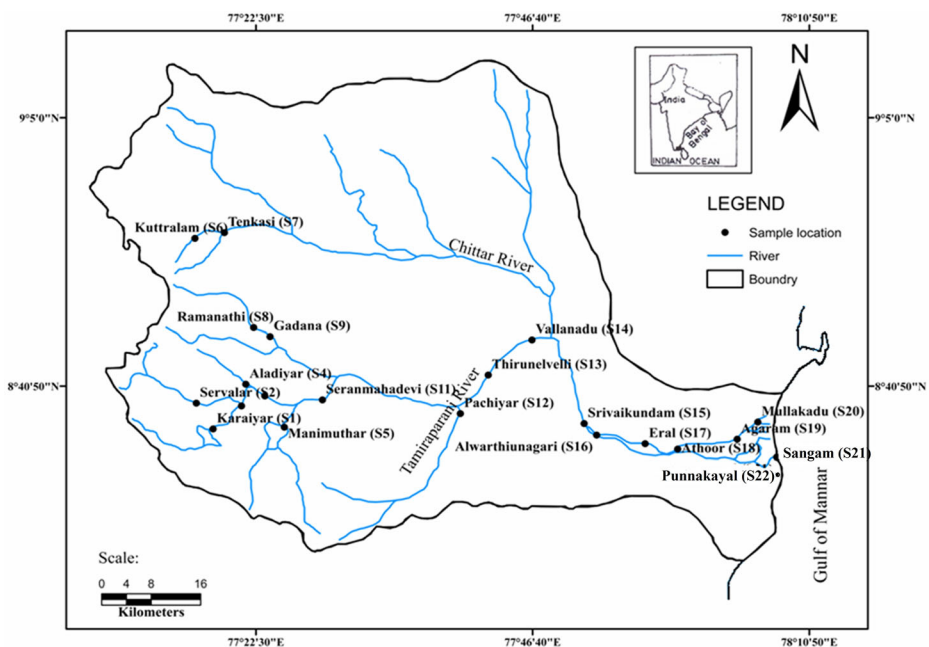 77°22'30"E
77°46'40"E
78°10'50"E
9°5'0"N
9°5'0"N
N
India
Bay of
Bengal
INDIAN OCEAN
LEGEND
Sample location
River
Boundry
Kuttralam (S6)
Tenkasi (S7)
Chittar River
Ramanathi (S8)
Gadana (S9)
Vallanadu (S14)
Thirunelvelli (S13)
8°40'50"N
8°40'50"N
Aladiyar (S4)
Servalar (S2)
Seranmahadevi (S11)
Pachiyar (S12)
Karaiyar (S1)
Manimuthar (S5)
Tamiraparani River
Srivaikundam (S15)
Mullakadu (S20)
Alwarthiunagari (S16)
Eral (S17)
Agaram (S19)
Athoor (S18)
Sangam (S21)
Punnakayal (S22)
Gulf of Mannar
Scale:
0 4 8 16
Kilometers
77°22'30"E
77°46'40"E
78°10'50"E